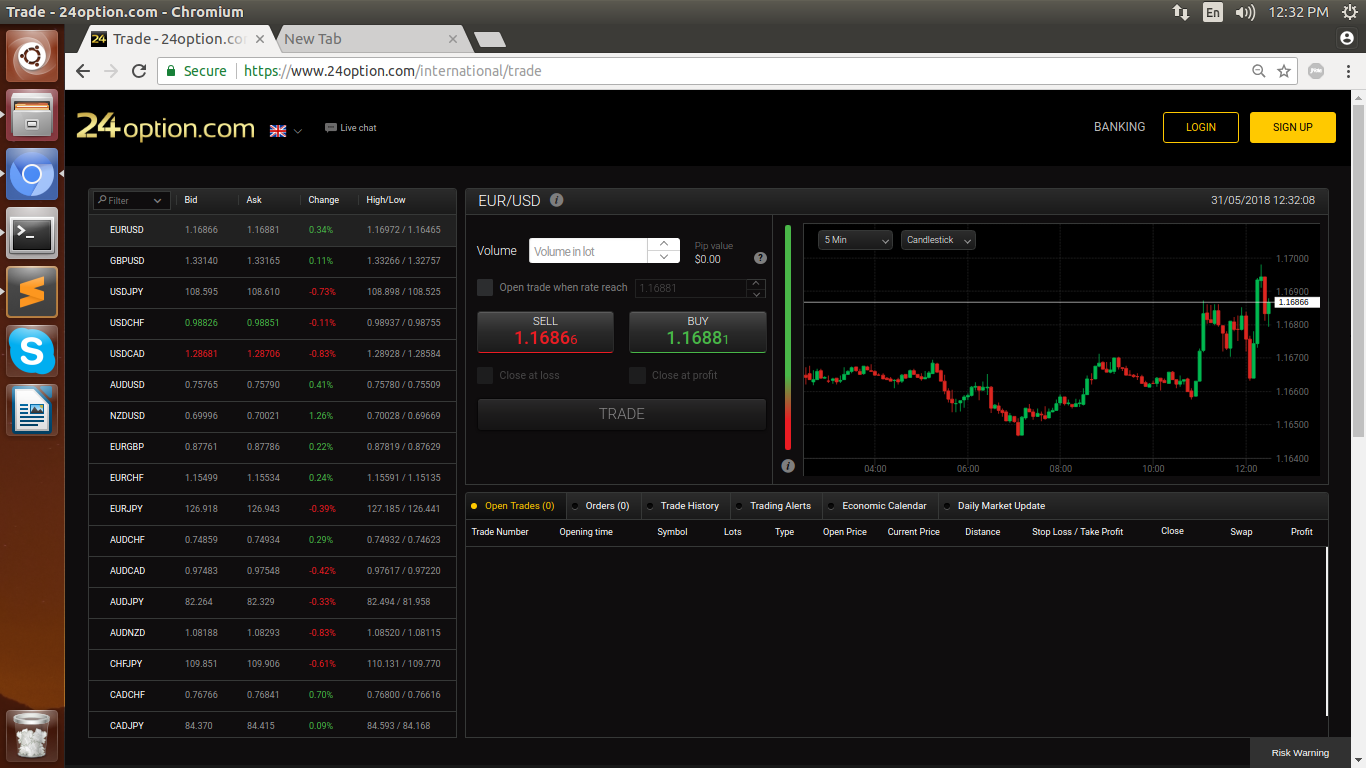 Trade - 24option.com - Chromium
En
12:32 PM
Trade - 24option.co
New Tab
Secure https://www.24option.com/international/trade
24option.com
Live chat
BANKING
LOGIN
SIGN UP
Filter Bid Ask Change High/Low
EURUSD 1.16866 1.16881 0.34% 1.16972 / 1.16465
GBPUSD 1.33140 1.33165 0.11% 1.33266 / 1.32757
USDJPY 108.595 108.610 -0.73% 108.898 / 108.525
USDCHF 0.98826 0.98851 -0.11% 0.98937 / 0.98755
USDCAD 1.28681 1.28706 -0.83% 1.28928 / 1.28584
AUDUSD 0.75765 0.75790 0.41% 0.75780 / 0.75509
NZDUSD 0.69996 0.70021 1.26% 0.70028 / 0.69669
EURGBP 0.87761 0.87786 0.22% 0.87819 / 0.87629
EURCHF 1.15499 1.15534 0.24% 1.15591 / 1.15135
EURJPY 126.918 126.943 -0.39% 127.185 / 126.441
AUDCHF 0.74859 0.74934 0.29% 0.74932 / 0.74623
AUDCAD 0.97483 0.97548 -0.42% 0.97617 / 0.97220
AUDJPY 82.264 82.329 -0.33% 82.494 / 81.958
AUDNZD 1.08188 1.08293 -0.83% 1.08520 / 1.08115
CHFJPY 109.851 109.906 -0.61% 110.131 / 109.770
CADCHF 0.76766 0.76841 0.70% 0.76800 / 0.76616
CADJPY 84.370 84.415 0.09% 84.593 / 84.168
EUR/USD i
31/05/2018 12:32:08
Volume
Volume in lot
Pip value
$0.00
?
Open trade when rate reach 1.16881
SELL
1.16866
BUY
1.16881
Close at loss
Close at profit
TRADE
i
5 Min
Candlestick
1.17000
1.16900
1.16866
1.16800
1.16700
1.16600
1.16500
1.16400
04:00 06:00 08:00 10:00 12:00
Open Trades (0) Orders (0) Trade History Trading Alerts Economic Calendar Daily Market Update
Trade Number Opening time Symbol Lots Type Open Price Current Price Distance Stop Loss / Take Profit Close Swap Profit
Risk Warning